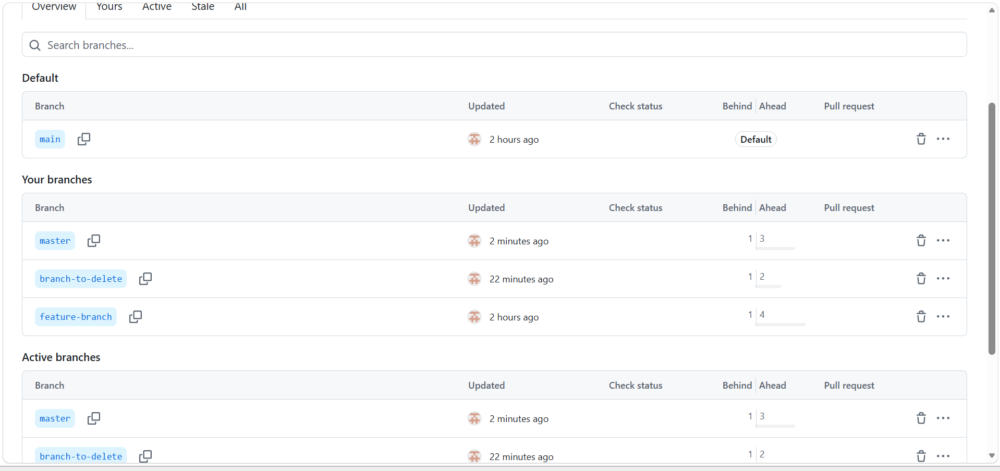 Overview Yours Active Stale All
Search branches...
Default
Branch Updated Check status Behind Ahead Pull request
main 2 hours ago Default
Your branches
Branch Updated Check status Behind Ahead Pull request
master 2 minutes ago 1 3
branch-to-delete 22 minutes ago 1 2
feature-branch 2 hours ago 1 4
Active branches
Branch Updated Check status Behind Ahead Pull request
master 2 minutes ago 1 3
branch-to-delete 22 minutes ago 1 2